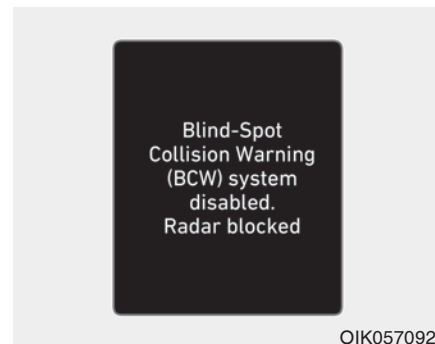 Blind-Spot
Collision Warning
(BCW) system
disabled.
Radar blocked
OIK057092